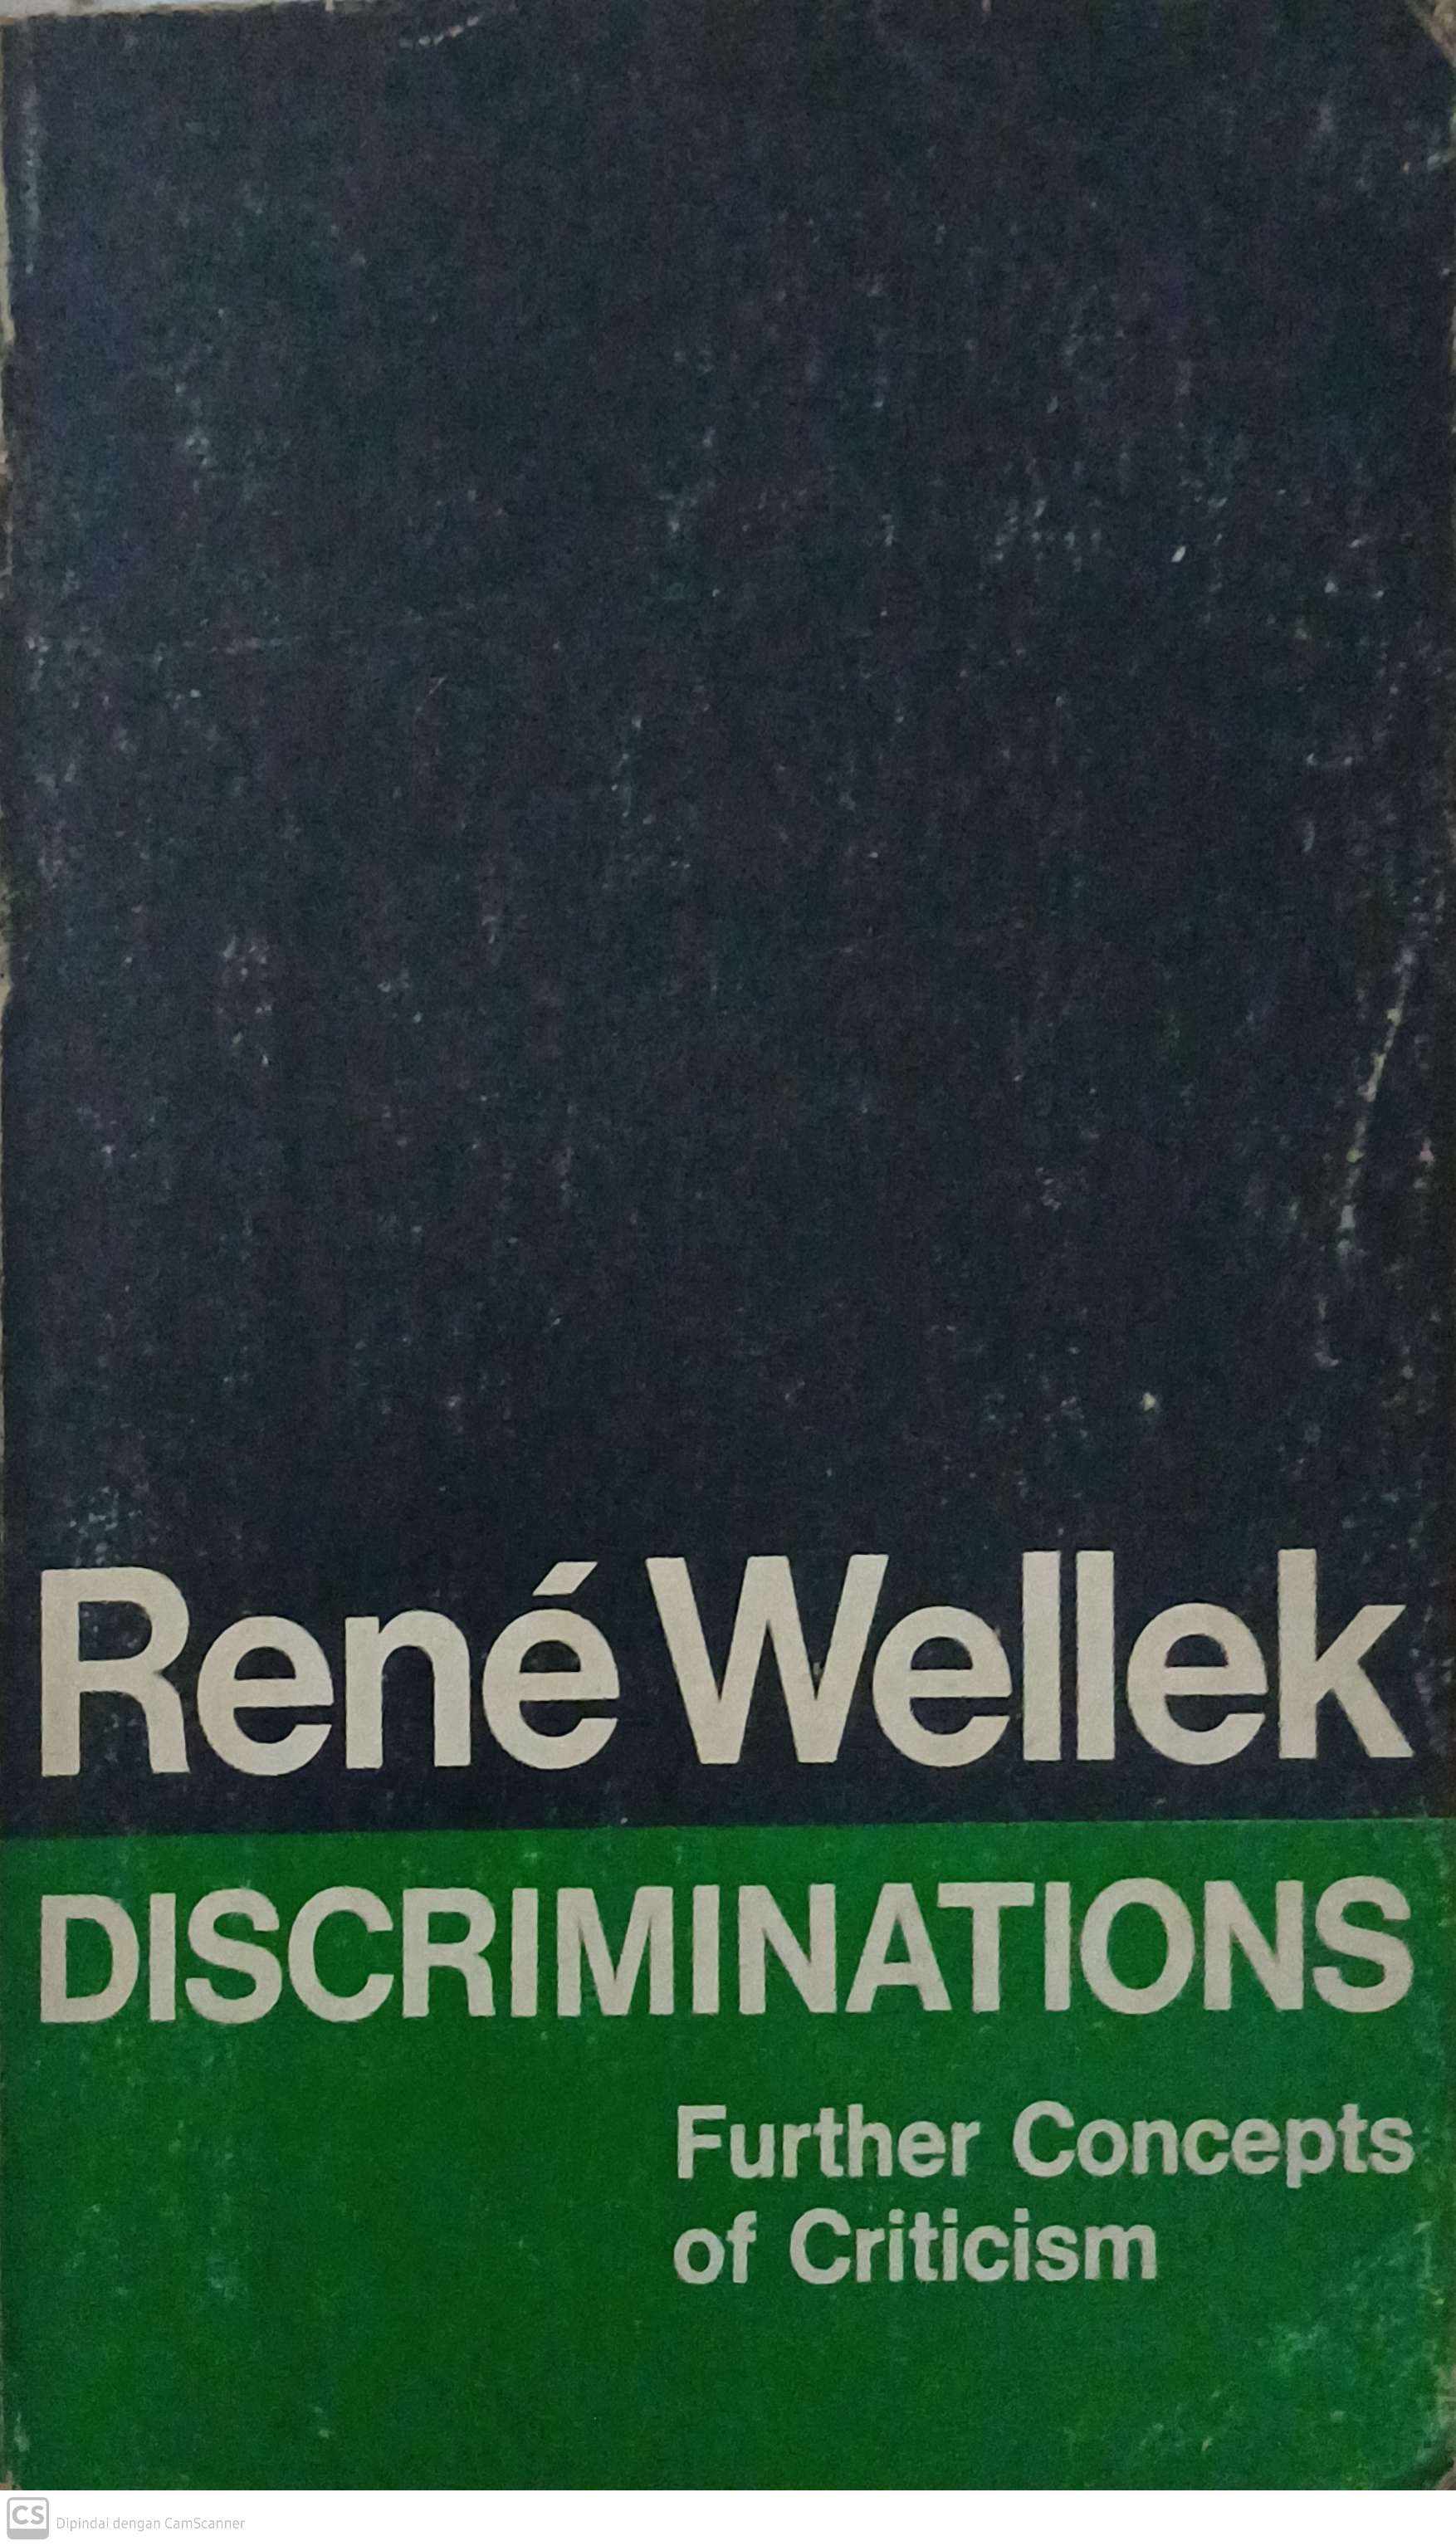 René Wellek
DISCRIMINATIONS
Further Concepts
of Criticism
CS Dipindai dengan CamScanner